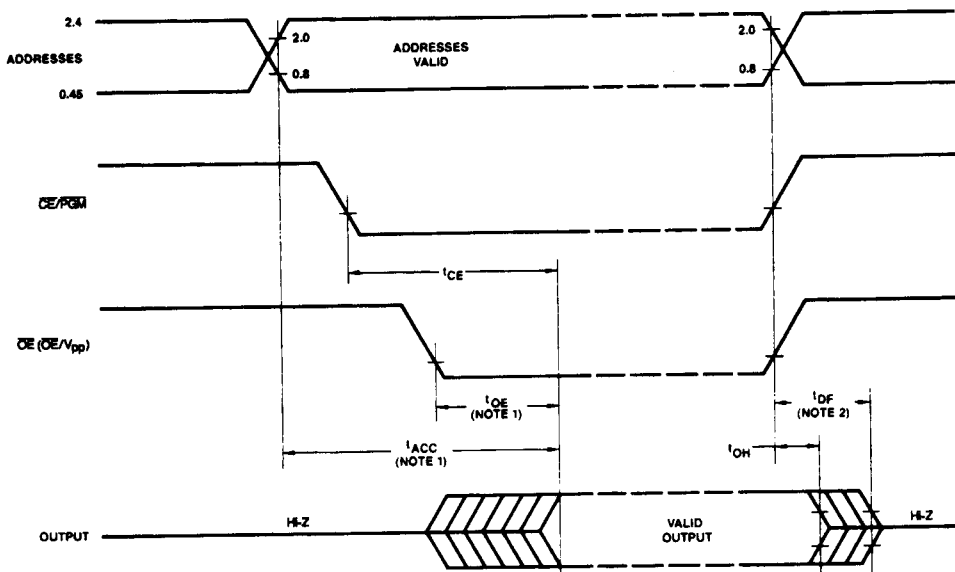 2.4
ADDRESSES
0.45
2.0
0.8
ADDRESSES
VALID
2.0
0.8
CE/PGM
tCE
OE (OE/Vpp)
tOE
(NOTE 1)
tDF
(NOTE 2)
tACC
(NOTE 1)
tOH
OUTPUT
Hi-Z
VALID
OUTPUT
Hi-Z